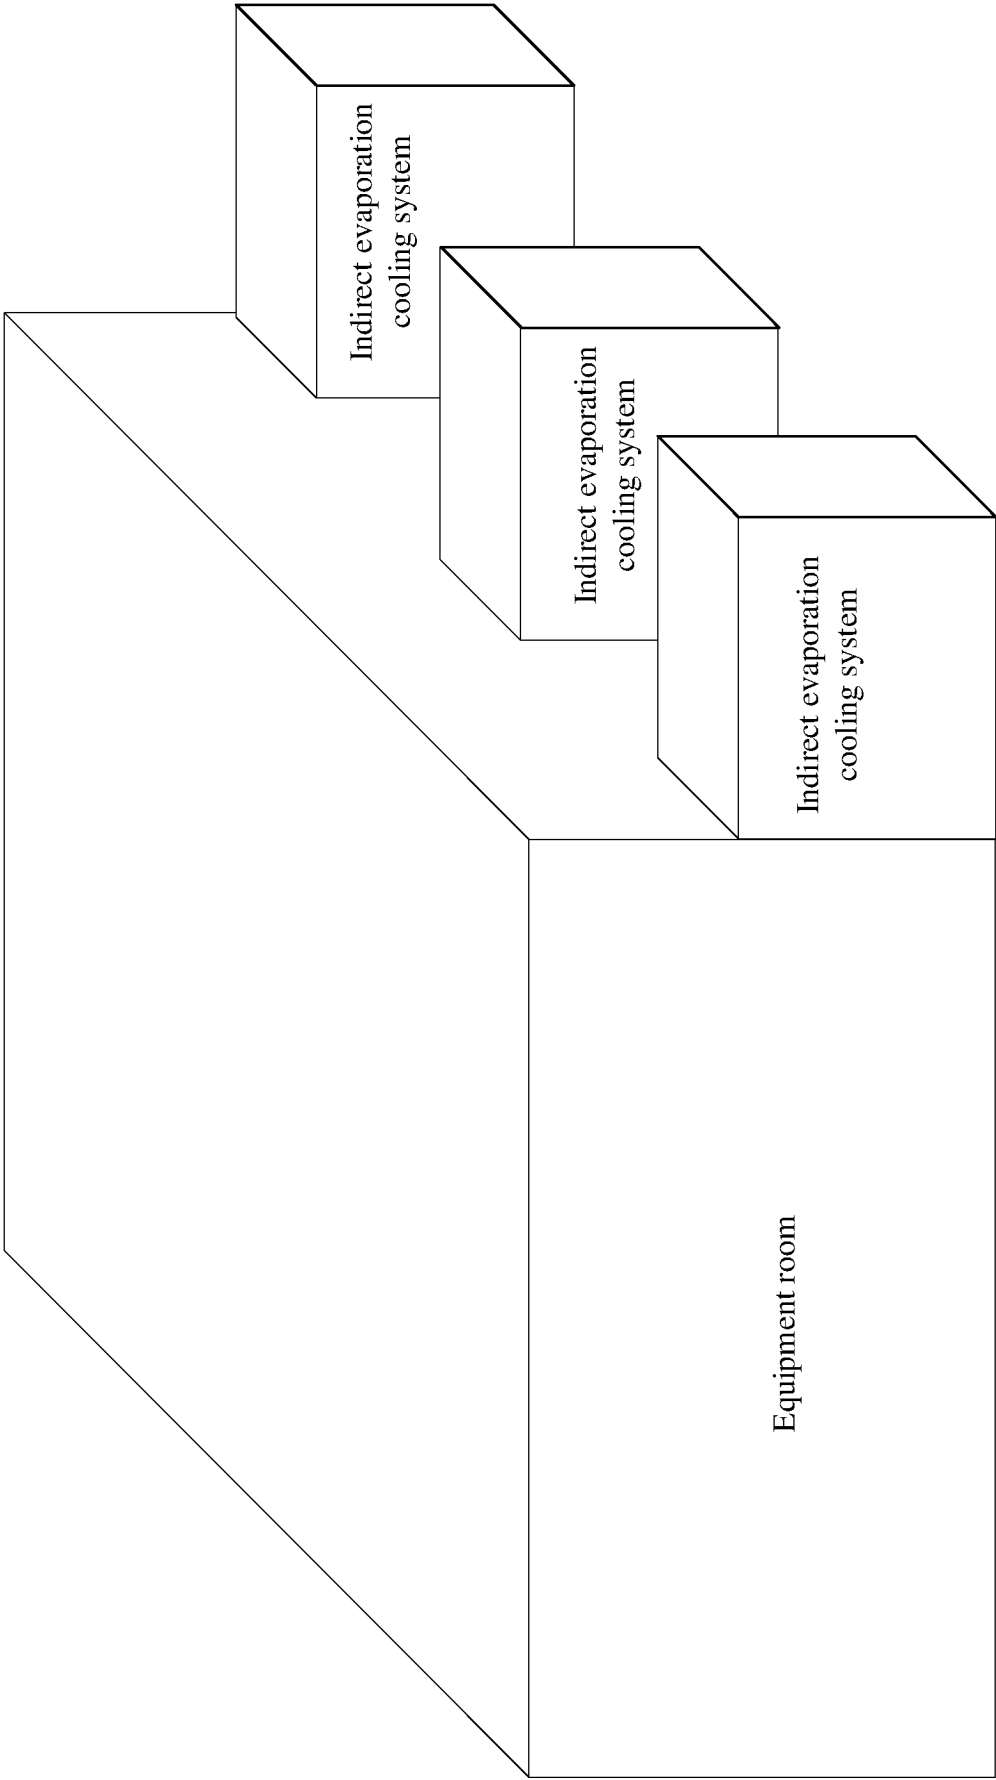 Indirect evaporation
cooling system
Indirect evaporation
cooling system
Indirect evaporation
cooling system
Equipment room